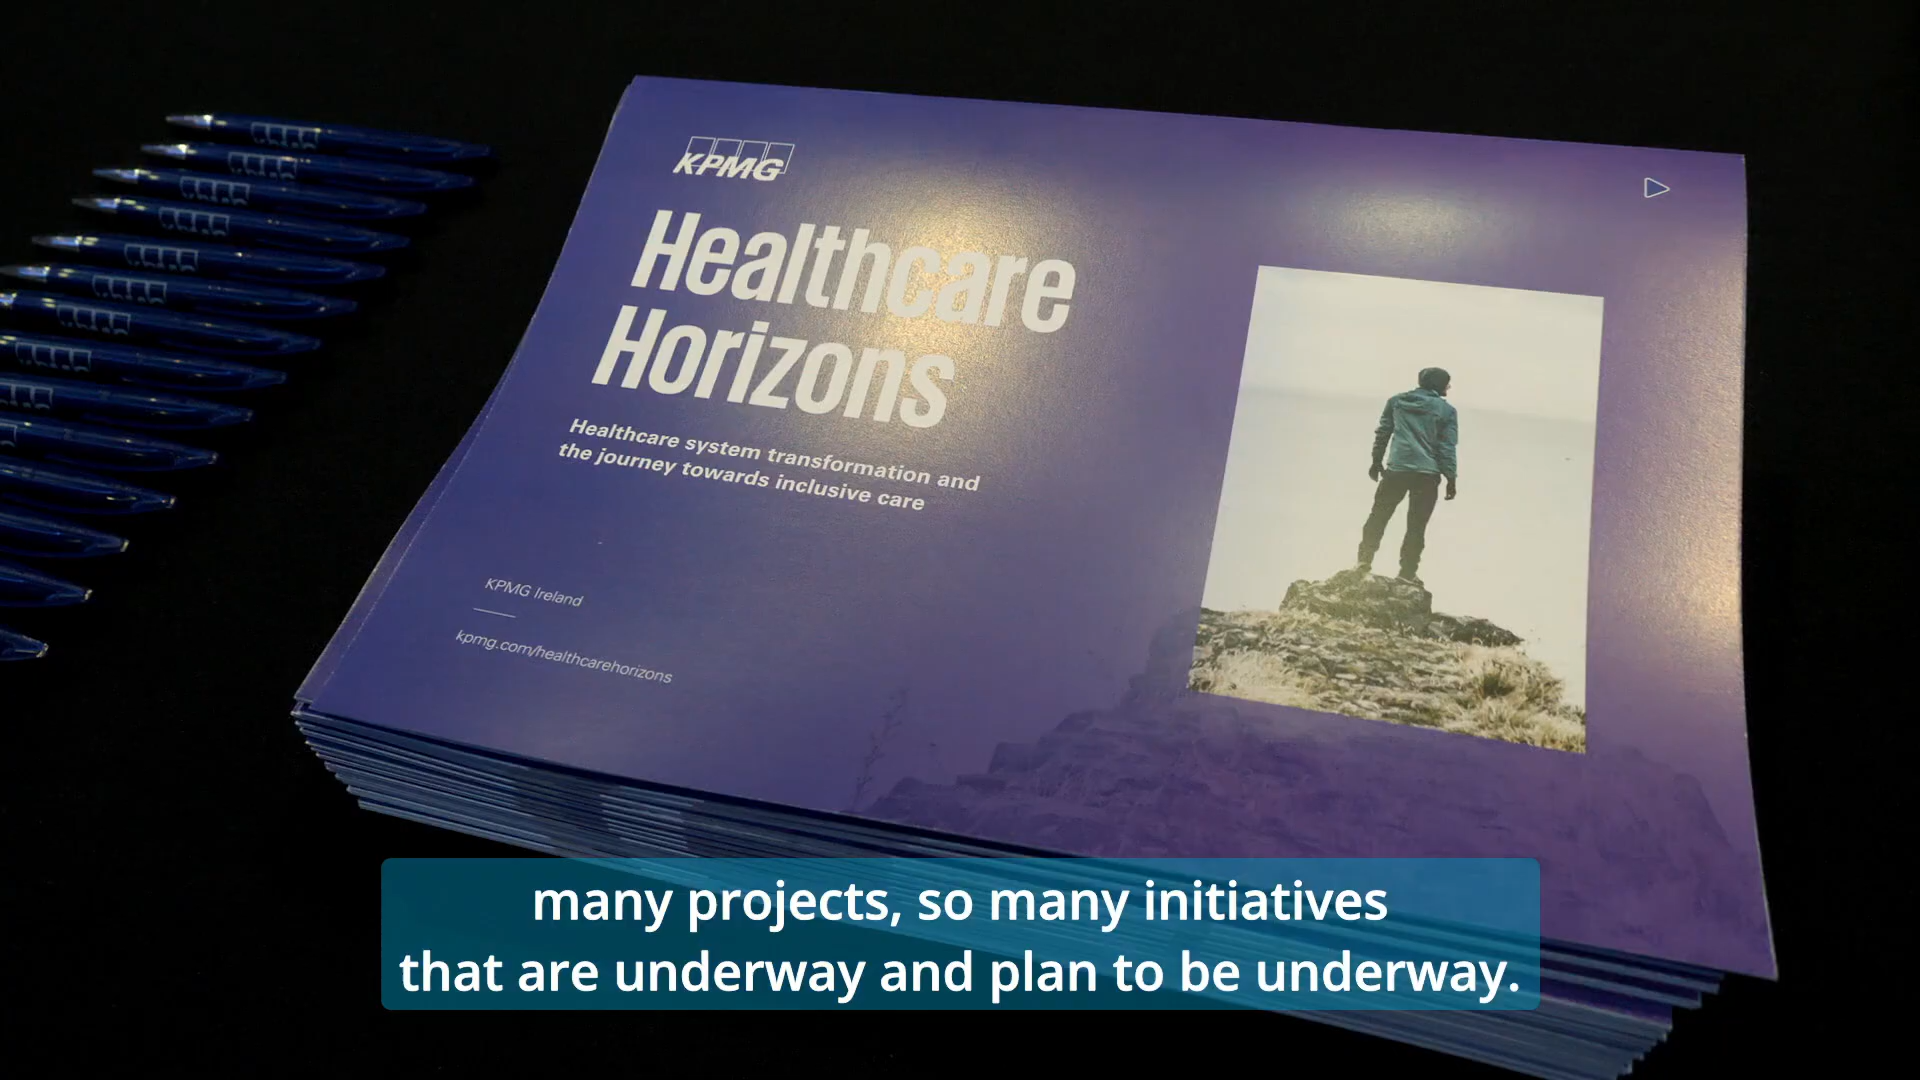 KPMG
Healthcare
Horizons
Healthcare system transformation and
the journey towards inclusive care
KPMG Ireland
kpmg.com/healthcarehorizons
many projects, so many initiatives
that are underway and plan to be underway.